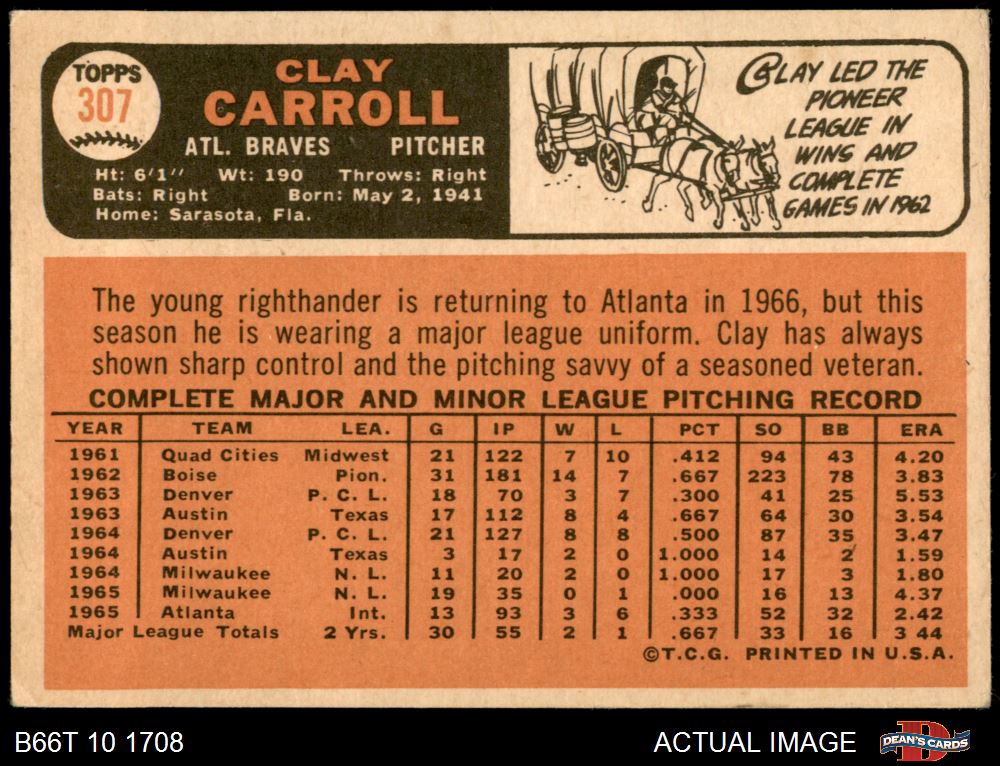 TOPPS
307
CLAY
CARROLL
ATL. BRAVES PITCHER
Ht: 6'1" Wt: 190 Throws: Right
Bats: Right Born: May 2, 1941
Home: Sarasota, Fla.
CLAY LED THE
PIONEER
LEAGUE IN
WINS AND
COMPLETE
GAMES IN 1962
The young righthander is returning to Atlanta in 1966, but this
season he is wearing a major league uniform. Clay has always
shown sharp control and the pitching savvy of a seasoned veteran.
COMPLETE MAJOR AND MINOR LEAGUE PITCHING RECORD
YEAR TEAM LEA. G IP W L PCT SO BB ERA
1961 Quad Cities Midwest 21 122 7 10 .412 94 43 4.20
1962 Boise Pion. 31 181 14 7 .667 223 78 3.83
1963 Denver P. C. L. 18 70 3 7 .300 41 25 5.53
1963 Austin Texas 17 112 8 4 .667 64 30 3.54
1964 Denver P. C. L. 21 127 8 8 .500 87 35 3.47
1964 Austin Texas 3 17 2 0 1.000 14 2 1.59
1964 Milwaukee N. L. 11 20 2 0 1.000 17 3 1.80
1965 Milwaukee N. L. 19 35 0 1 .000 16 13 4.37
1965 Atlanta Int. 13 93 3 6 .333 52 32 2.42
Major League Totals 2 Yrs. 30 55 2 1 .667 33 16 3 44
©T.C.G. PRINTED IN U.S.A.
B66T 10 1708 ACTUAL IMAGE
D
DEAN'S CARDS